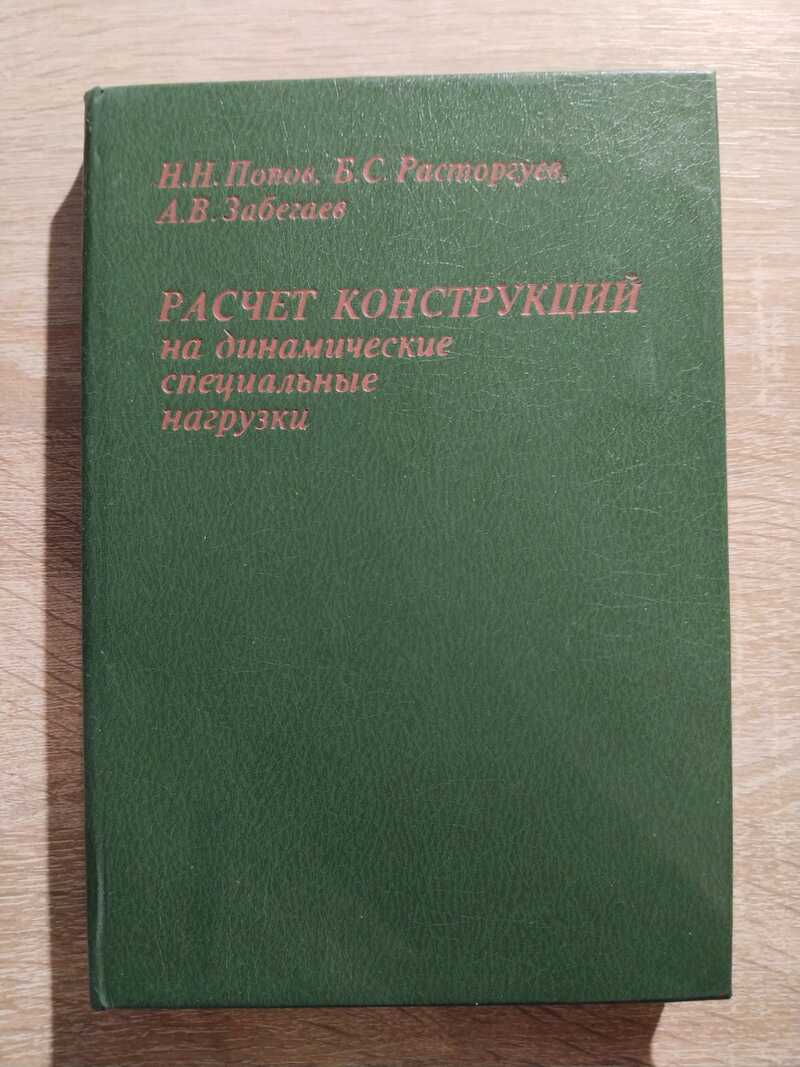 Н.Н. Попов, Б.С. Расторгуев,
А.В. Забегаев
РАСЧЕТ КОНСТРУКЦИЙ
на динамические
специальные
нагрузки